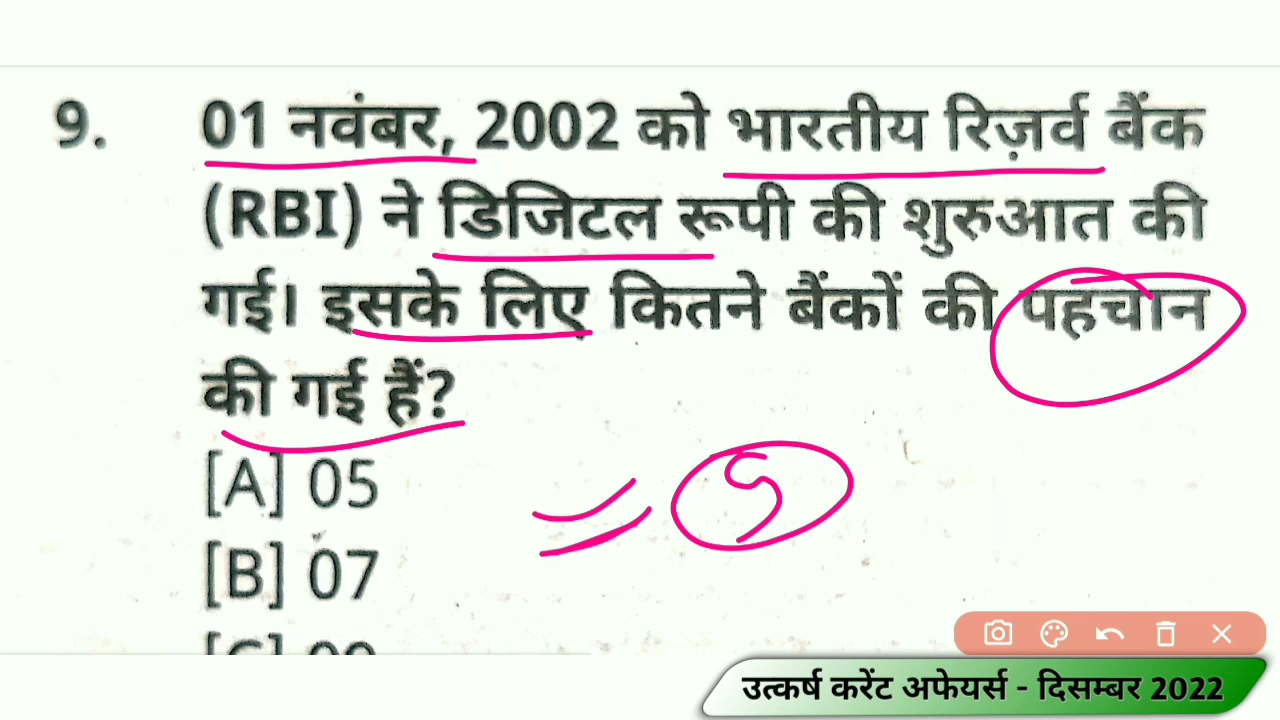 9. 01 नवंबर, 2002 को भारतीय रिज़र्व बैंक
(RBI) ने डिजिटल रूपी की शुरुआत की
गई। इसके लिए कितने बैंकों की पहचान
की गई हैं?
[A] 05
[B] 07
उत्कर्ष करेंट अफेयर्स - दिसम्बर 2022